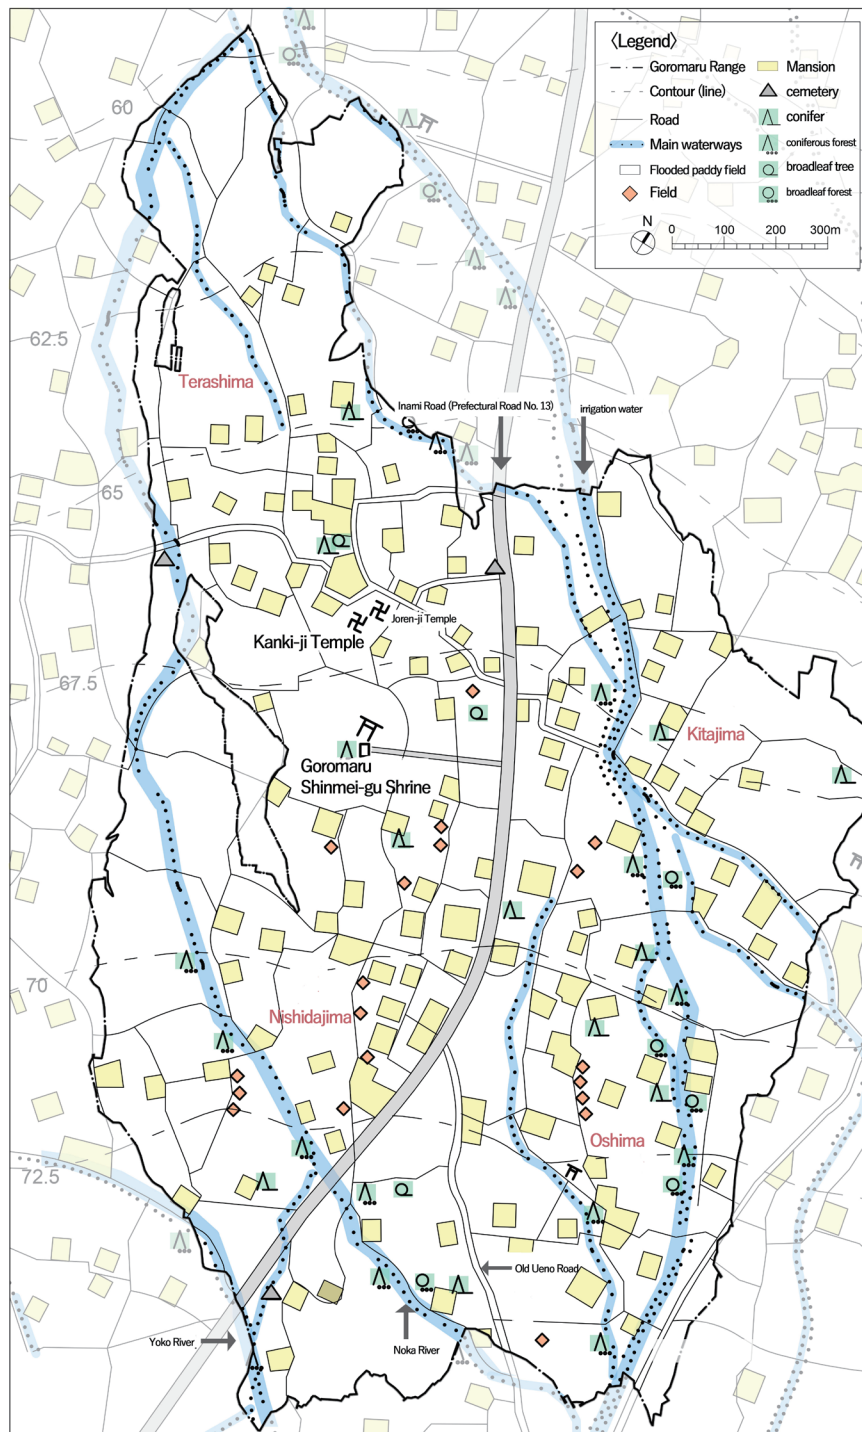 〈Legend〉
Goromaru Range
Contour (line)
Road
Main waterways
Flooded paddy field
Field
Mansion
cemetery
conifer
coniferous forest
broadleaf tree
broadleaf forest
N
0 100 200 300m
60
62.5
Terashima
Inami Road (Prefectural Road No. 13)
irrigation water
65
Joren-ji Temple
Kanki-ji Temple
67.5
Kitajima
Goromaru
Shinmei-gu Shrine
70
Nishidajima
Oshima
72.5
Old Ueno Road
Yoko River
Noka River